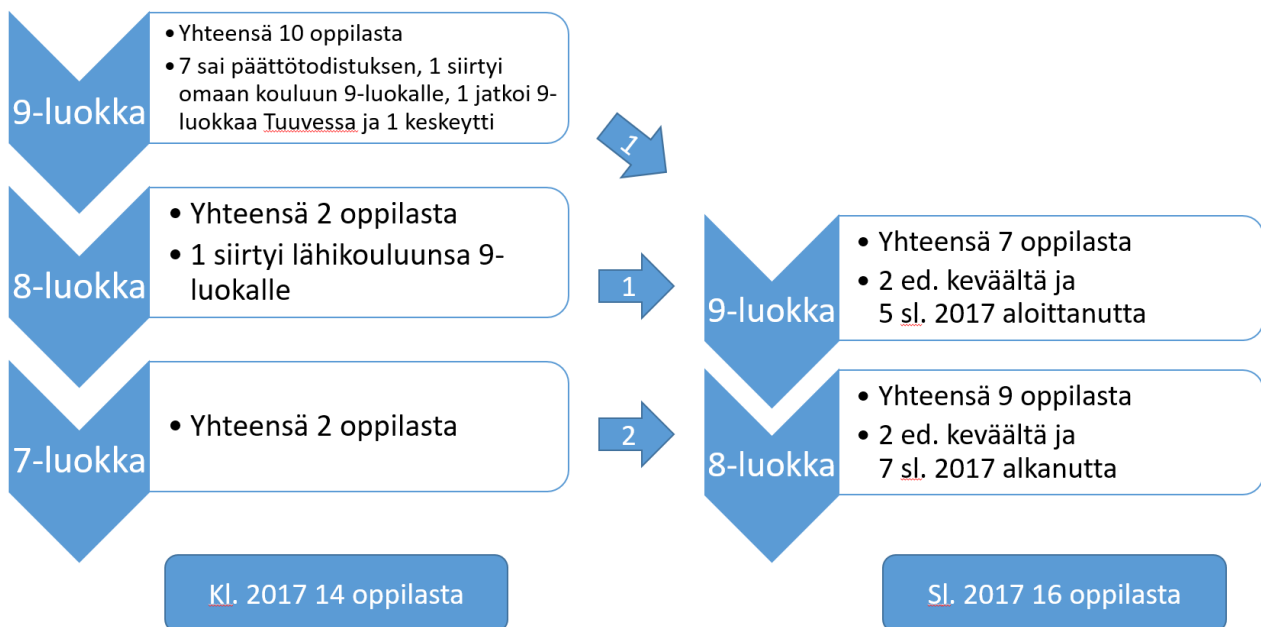 9-luokka
• Yhteensä 10 oppilasta
• 7 sai päättötodistuksen, 1 siirtyi
omaan kouluun 9-luokalle, 1 jatkoi 9-
luokkaa Tuuvessa ja 1 keskeytti
1
8-luokka
• Yhteensä 2 oppilasta
• 1 siirtyi lähikouluunsa 9-
luokalle
1
7-luokka
• Yhteensä 2 oppilasta
2
Kl. 2017 14 oppilasta
9-luokka
• Yhteensä 7 oppilasta
• 2 ed. keväältä ja
5 sl. 2017 aloittanutta
8-luokka
• Yhteensä 9 oppilasta
• 2 ed. keväältä ja
7 sl. 2017 alkanutta
Sl. 2017 16 oppilasta